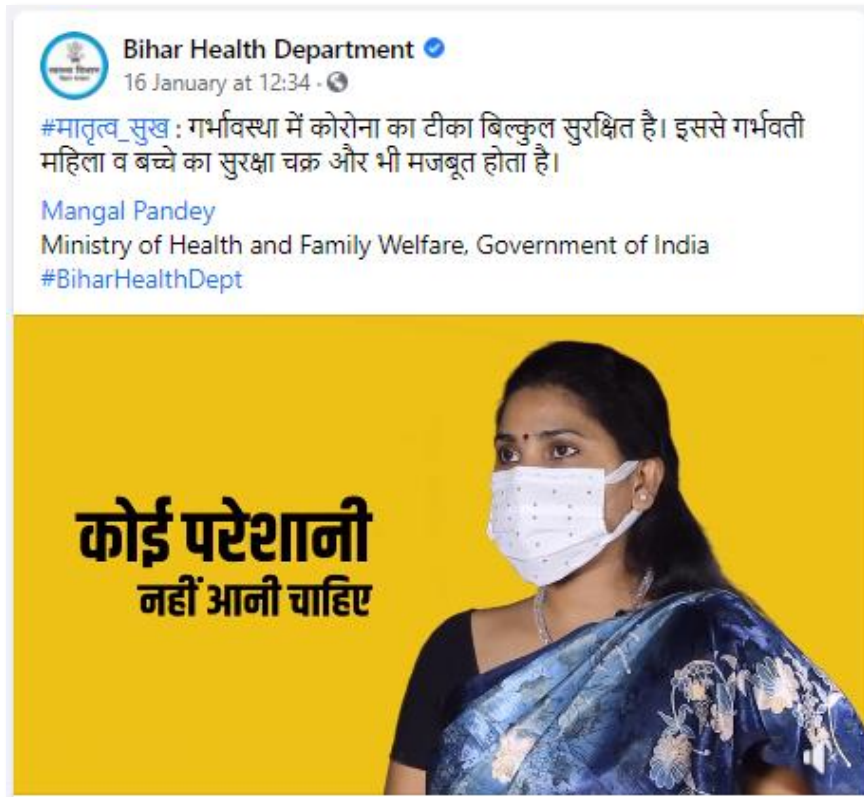 Bihar Health Department
16 January at 12:34 ·
#मातृत्व_सुख : गर्भावस्था में कोरोना का टीका बिल्कुल सुरक्षित है। इससे गर्भवती
महिला व बच्चे का सुरक्षा चक्र और भी मजबूत होता है।
Mangal Pandey
Ministry of Health and Family Welfare, Government of India
#BiharHealthDept
कोई परेशानी
नहीं आनी चाहिए